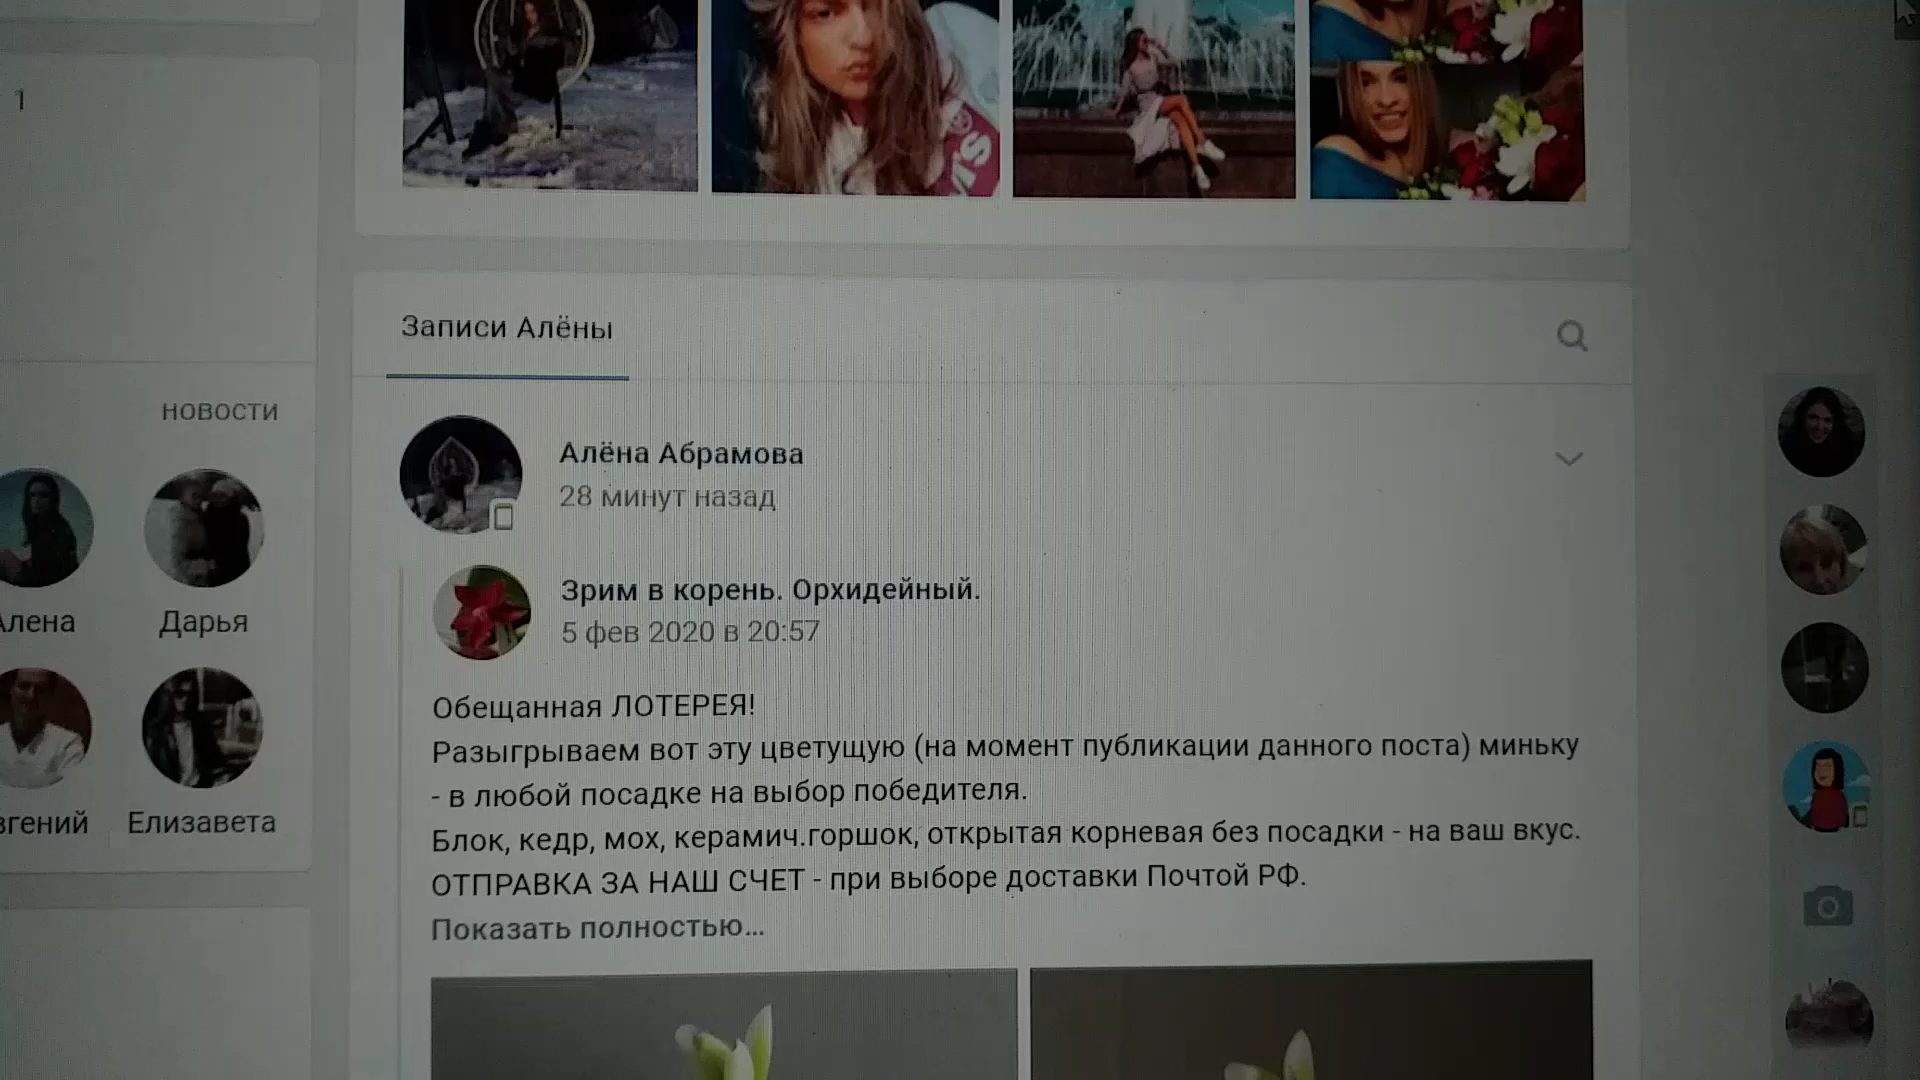 1
Записи Алёны
новости
Алёна Абрамова
28 минут назад
Зрим в корень. Орхидейный.
5 фев 2020 в 20:57
Алена
Дарья
Обещанная ЛОТЕРЕЯ!
Разыгрываем вот эту цветущую (на момент публикации данного поста) миньку
- в любой посадке на выбор победителя.
Блок, кедр, мох, керамич.горшок, открытая корневая без посадки - на ваш вкус.
ОТПРАВКА ЗА НАШ СЧЕТ - при выборе доставки Почтой РФ.
Показать полностью...
вгений
Елизавета